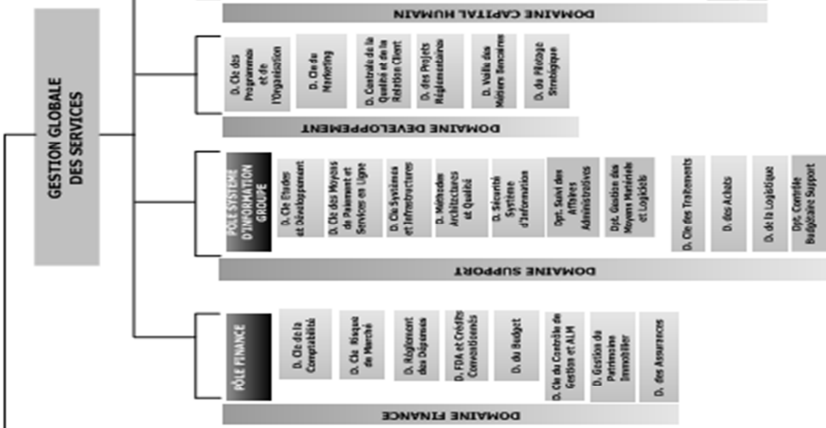 GESTION GLOBALE
DES SERVICES
DOMAINE CAPITAL HUMAIN
D. Cle des
Programmes
et de
l'Organisation
D. Cle du
Marketing
D. Centrale de la
Qualité et de la
Relation Client
D. des Projets
Réglementaires
D. Veille des
Métiers Bancaires
D. du Pilotage
Stratégique
DOMAINE DEVELOPPEMENT
PÔLE SYSTÈME
D'INFORMATION
GROUPE
D. Cle Etudes
et Développement
D. Cle des Moyens
de Paiement et
Services en Ligne
D. Cle Systèmes
et Infrastructures
D. Méthodes
Architectures
et Qualité
D. Sécurité
Système
d'Information
Dpt. Suivi des
Affaires
Administratives
Dpt. Gestion des
Moyens Matériels
et Logiciels
D. Cle des Traitements
D. des Achats
D. de la Logistique
Dpt. Contrôle
Budgétaire Support
DOMAINE SUPPORT
PÔLE FINANCE
D. Cle de la
Comptabilité
D. Cle Risque
de Marché
D. Règlement
des Dépenses
D. FDA et Crédits
Conventionnés
D. du Budget
D. Cle du Contrôle de
Gestion et ALM
D. Gestion du
Patrimoine
Immobilier
D. des Assurances
DOMAINE FINANCE